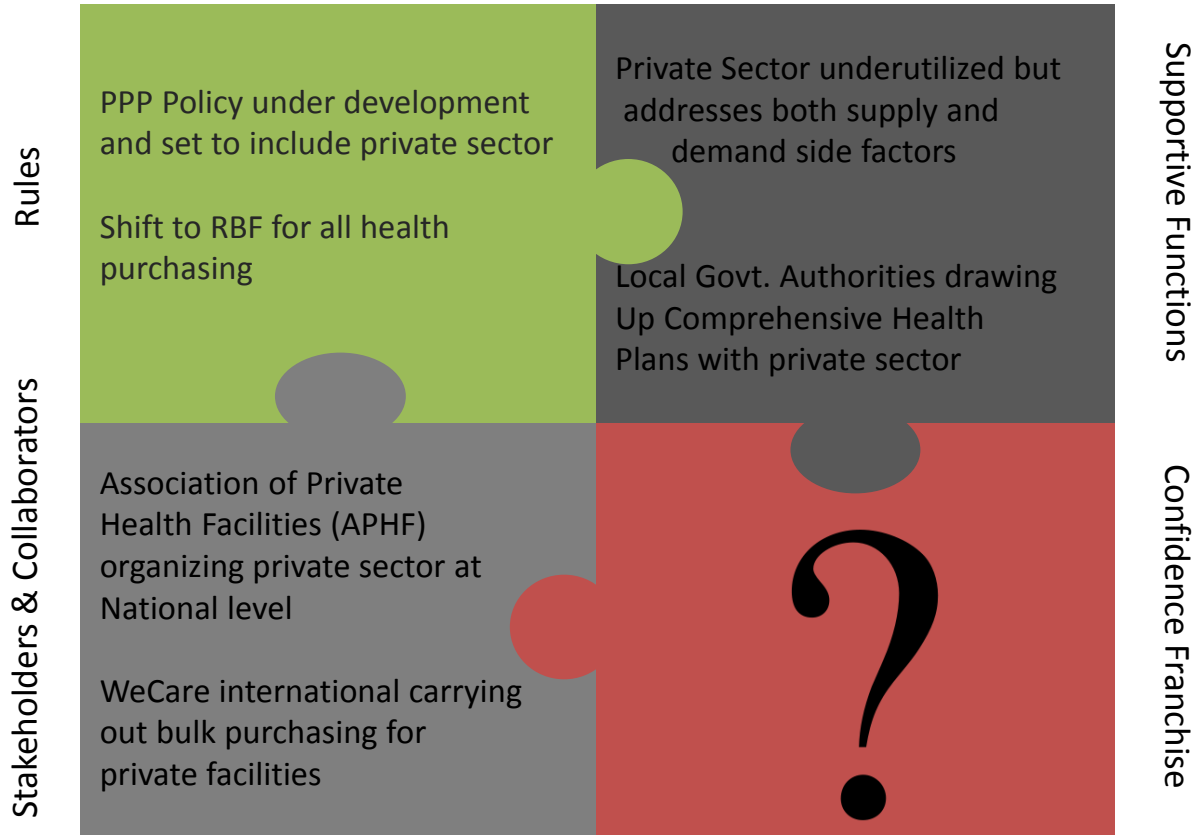 Rules
PPP Policy under development
and set to include private sector
Shift to RBF for all health
purchasing
Private Sector underutilized but
addresses both supply and
demand side factors
Local Govt. Authorities drawing
Up Comprehensive Health
Plans with private sector
Supportive Functions
Stakeholders & Collaborators
Association of Private
Health Facilities (APHF)
organizing private sector at
National level
WeCare international carrying
out bulk purchasing for
private facilities
?
Confidence Franchise